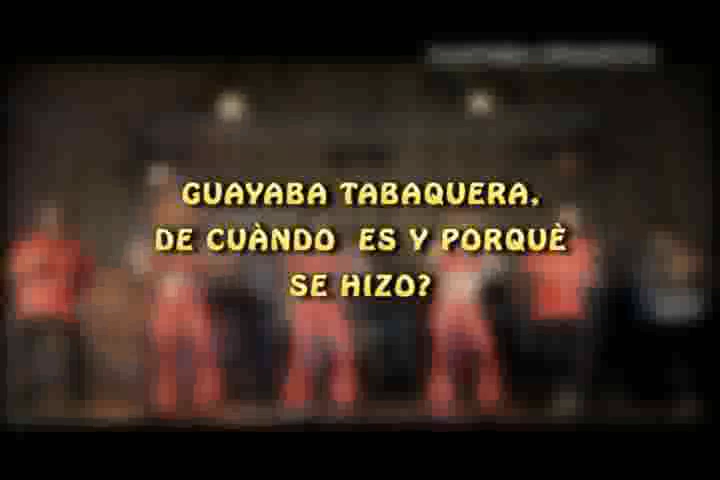 GUAYABA TABAQUERA,
DE CUÀNDO ES Y PORQUÈ
SE HIZO?